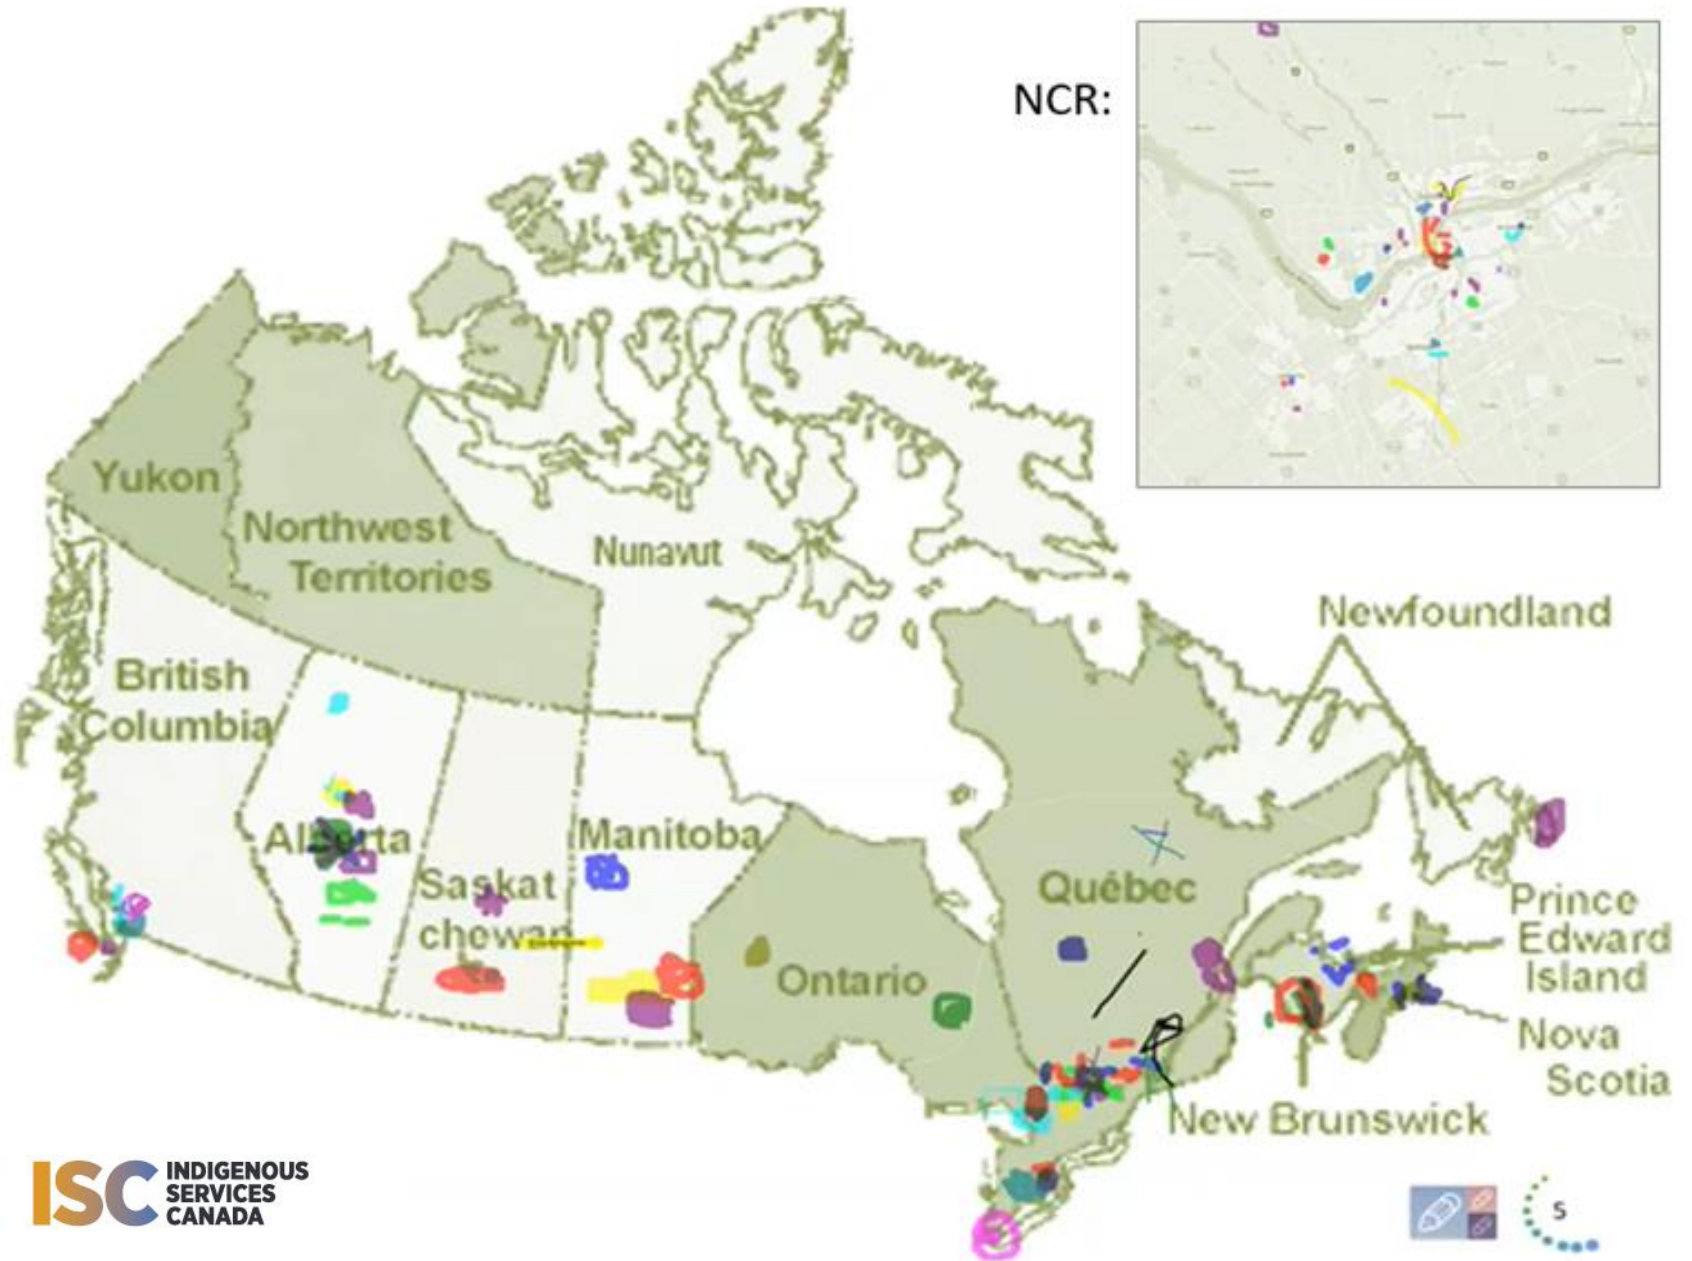 NCR:
Yukon
Northwest
Territories
Nunavut
Newfoundland
British
Columbia
Alberta
Manitoba
Saskat
chewan
Québec
Ontario
Prince
Edward
Island
Nova
Scotia
New Brunswick
ISC INDIGENOUS
SERVICES
CANADA
5